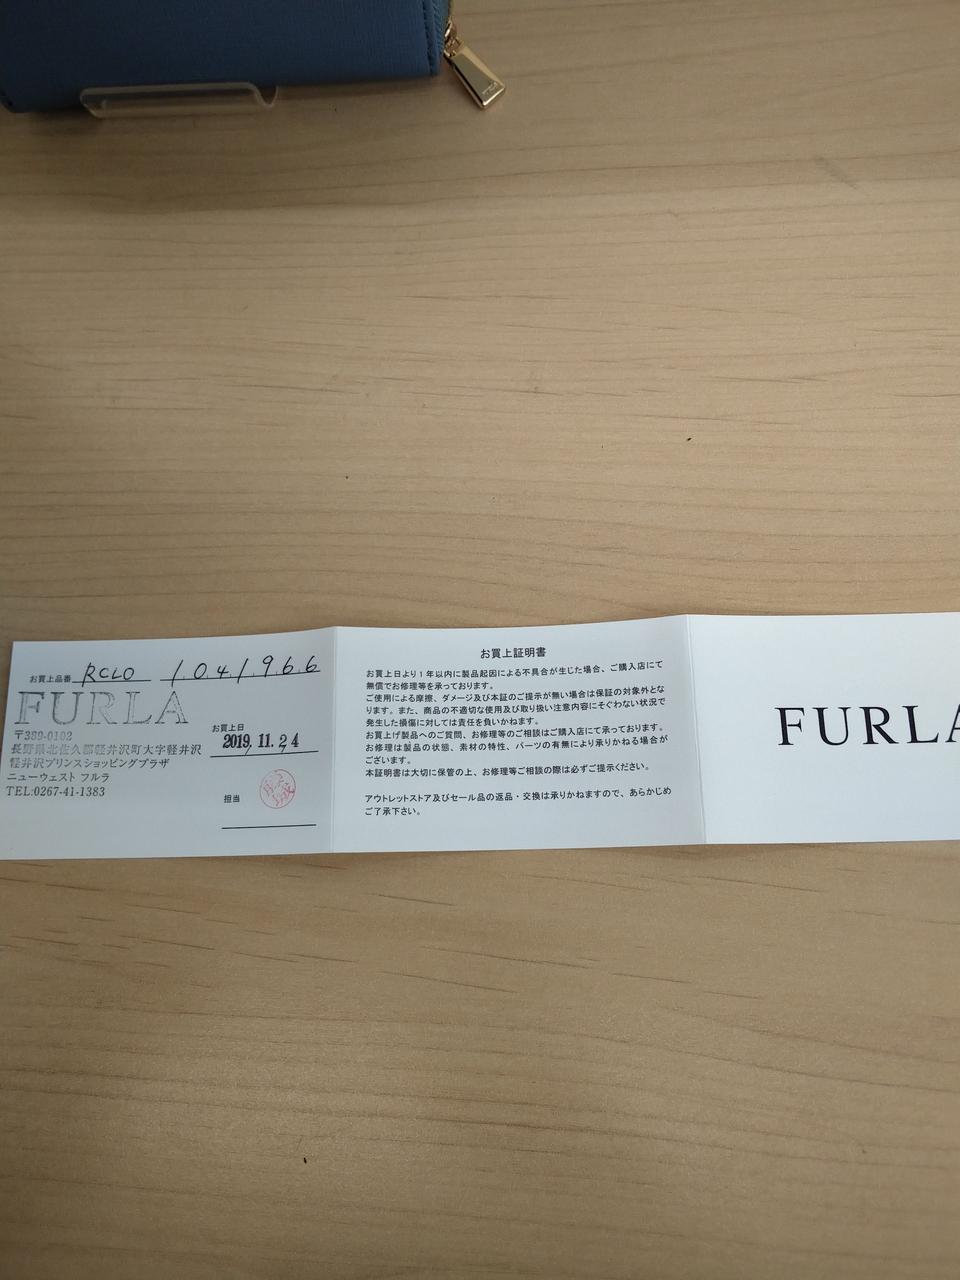 お買上品番 RCLO 1041966
FURLA
〒389-0102
長野県北佐久郡軽井沢町大字軽井沢
軽井沢プリンスショッピングプラザ
ニューウェスト フルラ
TEL:0267-41-1383
お買上日
2019. 11. 24
担当
お買上証明書
お買上日より1年以内に製品起因による不具合が生じた場合、ご購入店にて
無償でお修理等を承っております。
ご使用による摩擦、ダメージ及び本証のご提示が無い場合は保証の対象外とな
ります。また、商品の不適切な使用及び取り扱い注意内容にそぐわない状況で
発生した損傷に対しては責任を負いかねます。
お買上げ製品へのご質問、お修理等のご相談はご購入店にて承っております。
お修理は製品の状態、素材の特性、パーツの有無により承りかねる場合が
ございます。
本証明書は大切に保管の上、お修理等ご相談の際は必ずご提示ください。
アウトレットストア及びセール品の返品・交換は承りかねますので、あらかじめ
ご了承下さい。
FURLA